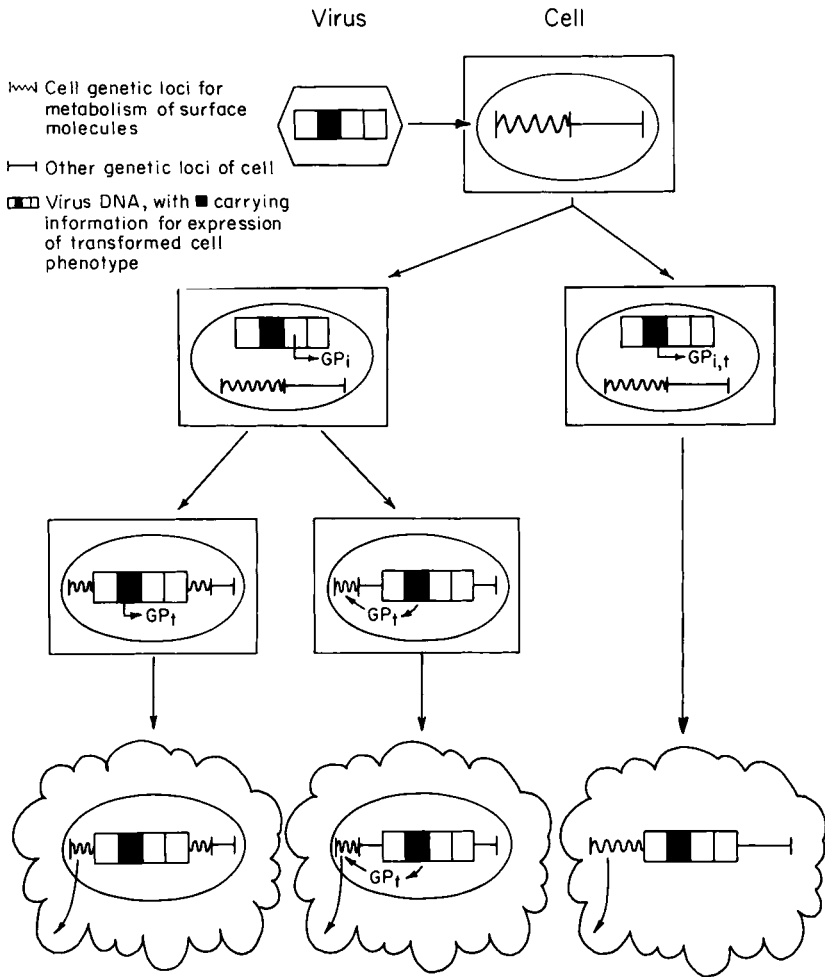 Virus
Cell
Cell genetic loci for
metabolism of surface
molecules
Other genetic loci of cell
Virus DNA, with ■ carrying
information for expression
of transformed cell
phenotype
GPi
GPi,t
GPt
GPt
GPt